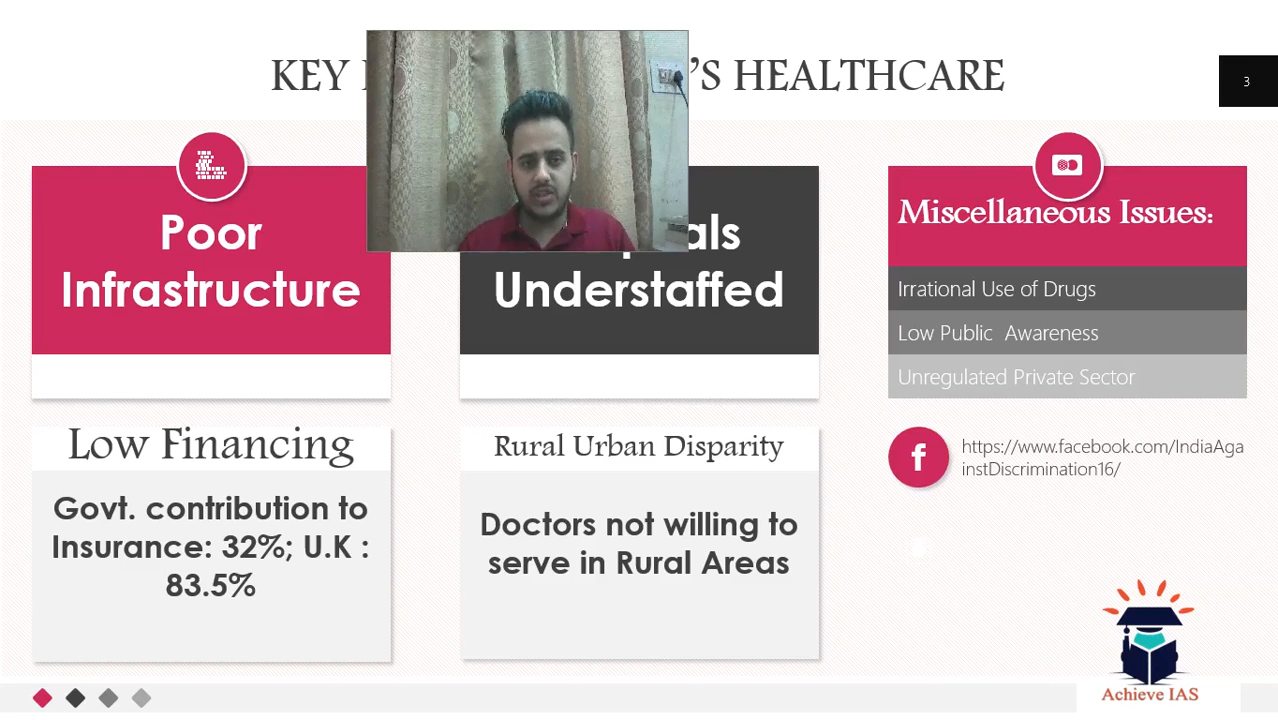 KEY
’S HEALTHCARE
3
Poor
Infrastructure
Understaffed
Miscellaneous Issues:
Irrational Use of Drugs
Low Public Awareness
Unregulated Private Sector
Low Financing
Govt. contribution to
Insurance: 32%; U.K :
83.5%
Rural Urban Disparity
Doctors not willing to
serve in Rural Areas
f
https://www.facebook.com/IndiaAga
instDiscrimination16/
Achieve IAS